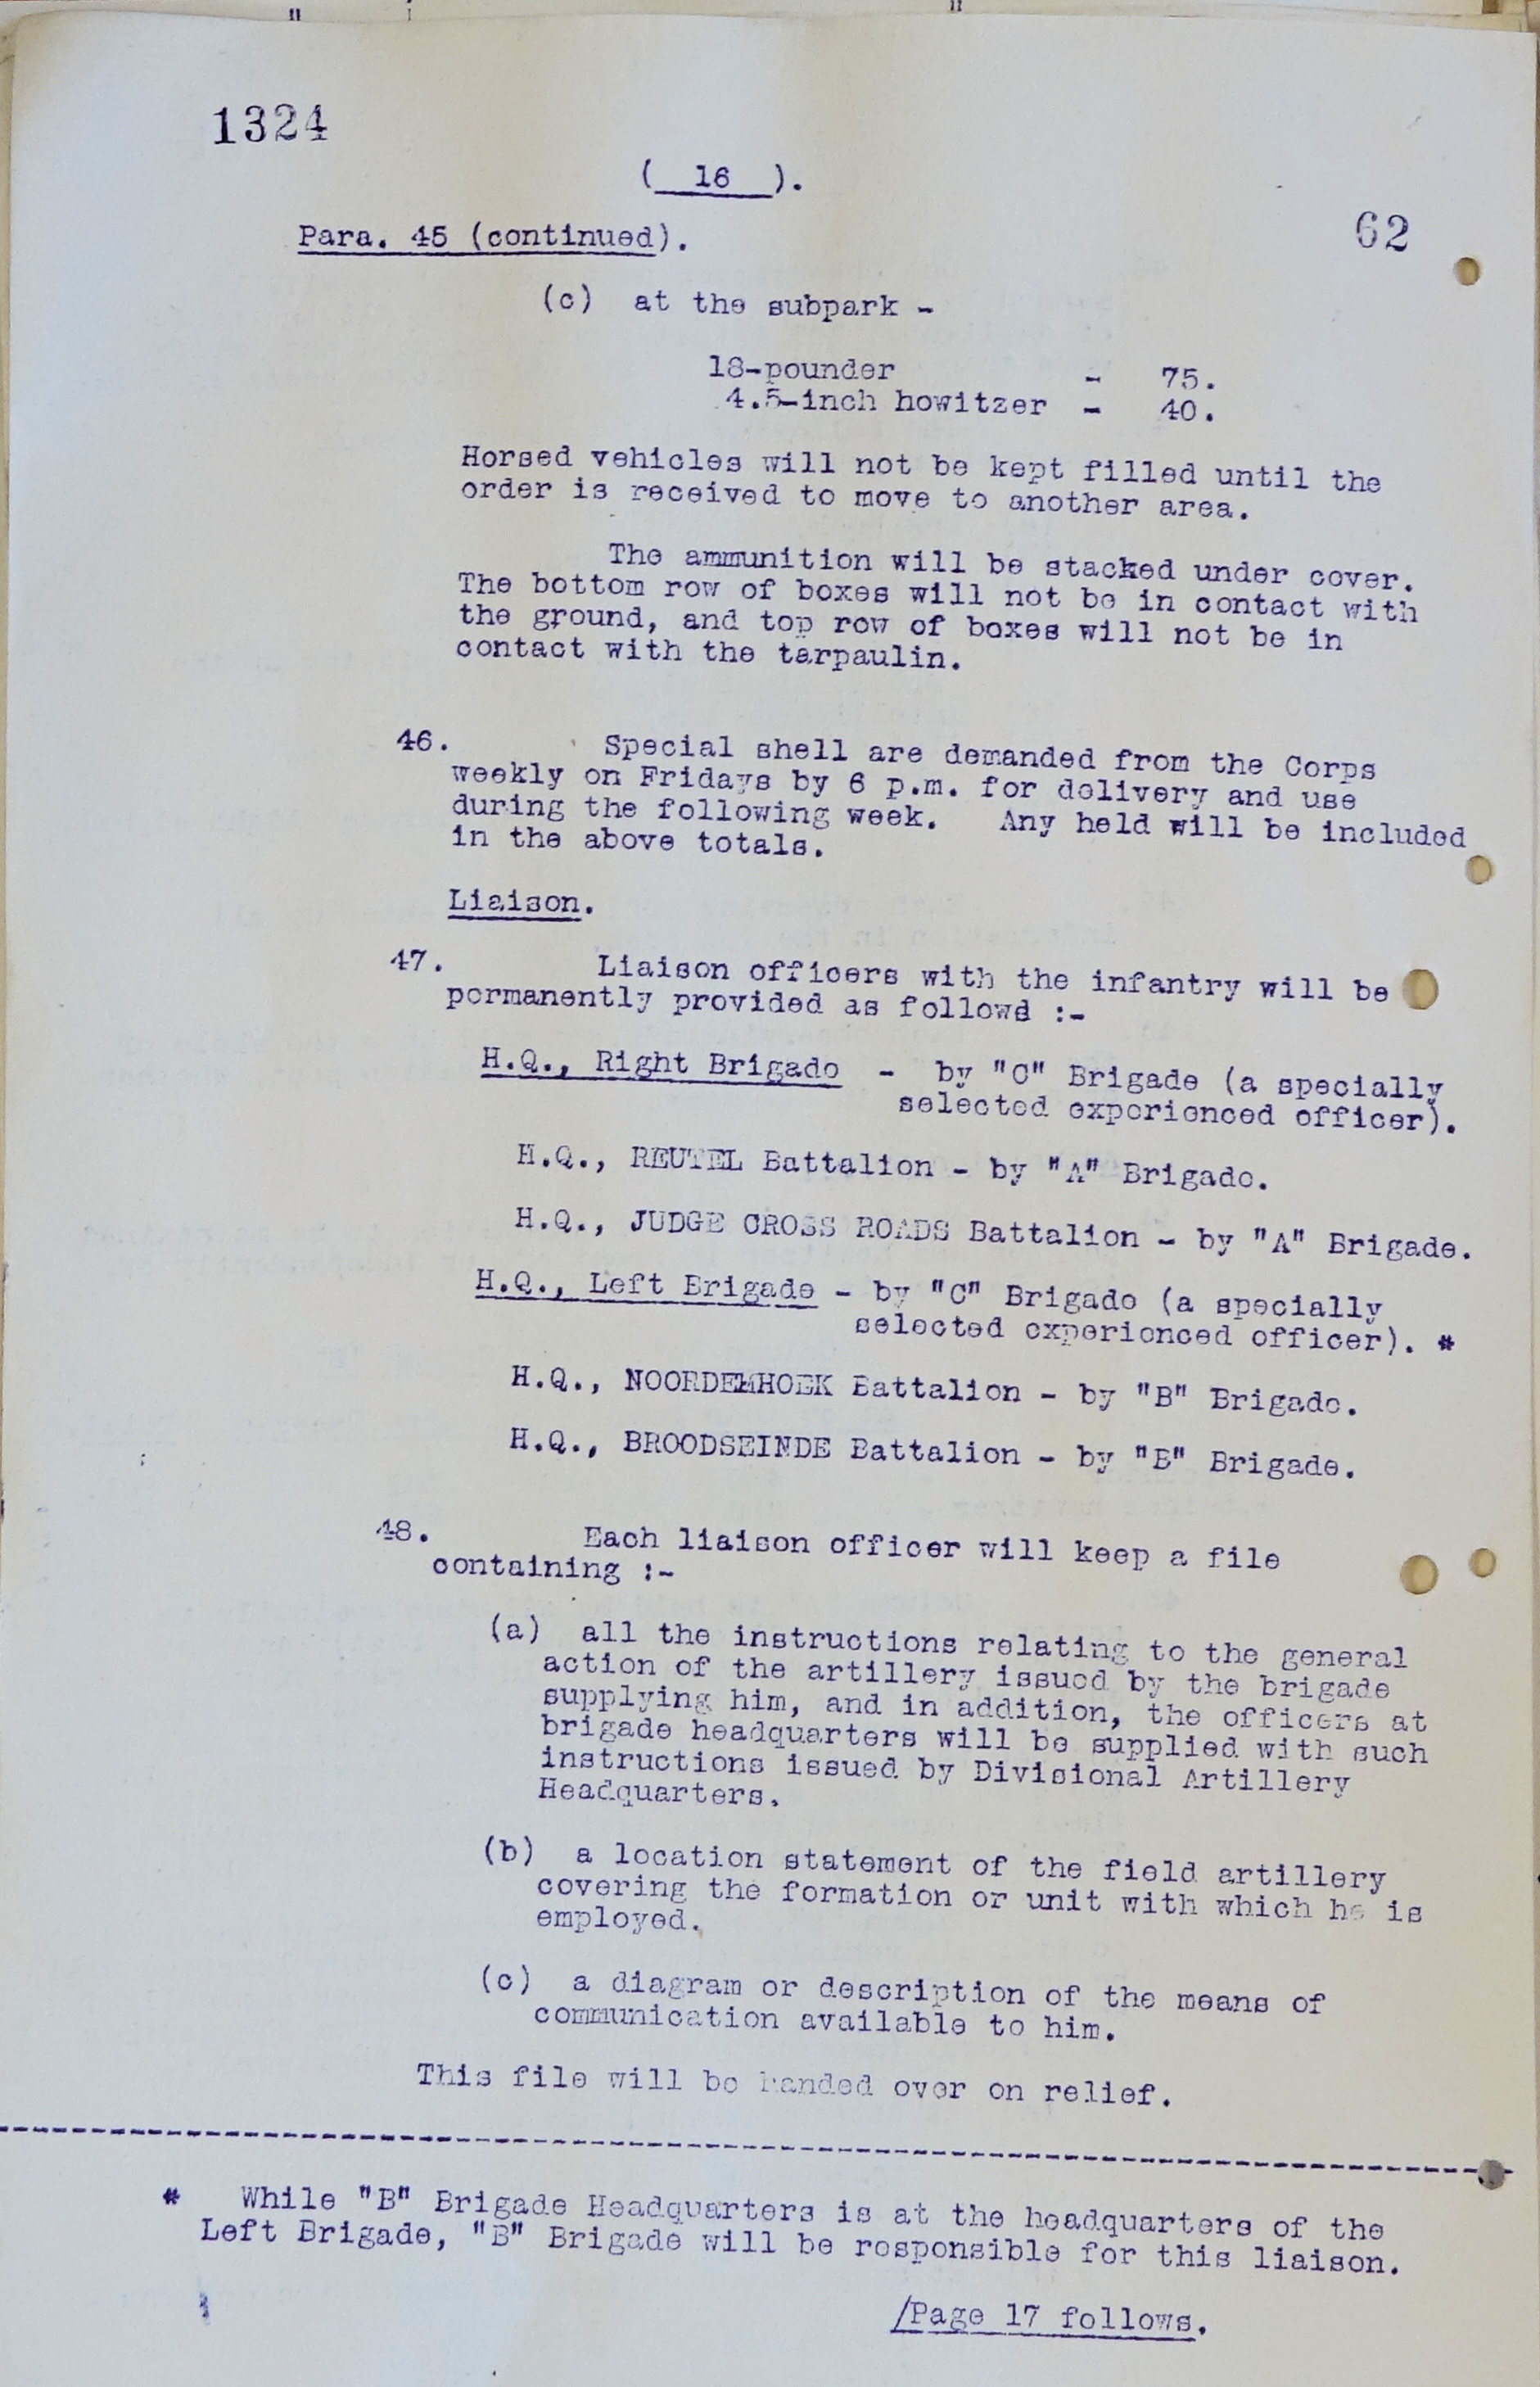 1324
( 16 ).
62
Para. 45 (continued).
(c) at the subpark -
18-pounder - 75.
4.5-inch howitzer - 40.
Horsed vehicles will not be kept filled until the
order is received to move to another area.
The ammunition will be stacked under cover.
The bottom row of boxes will not be in contact with
the ground, and top row of boxes will not be in
contact with the tarpaulin.
46. Special shell are demanded from the Corps
weekly on Fridays by 6 p.m. for delivery and use
during the following week. Any held will be included
in the above totals.
Liaison.
47. Liaison officers with the infantry will be
permanently provided as follows :-
H.Q., Right Brigade - by "C" Brigade (a specially
selected experienced officer).
H.Q., REUTEL Battalion - by "A" Brigade.
H.Q., JUDGE CROSS ROADS Battalion - by "A" Brigade.
H.Q., Left Brigade - by "C" Brigade (a specially
selected experienced officer). *
H.Q., NOORDEMHOEK Battalion - by "B" Brigade.
H.Q., BROODSEINDE Battalion - by "B" Brigade.
48. Each liaison officer will keep a file
containing :-
(a) all the instructions relating to the general
action of the artillery issued by the brigade
supplying him, and in addition, the officers at
brigade headquarters will be supplied with such
instructions issued by Divisional Artillery
Headquarters.
(b) a location statement of the field artillery
covering the formation or unit with which he is
employed.
(c) a diagram or description of the means of
communication available to him.
This file will be handed over on relief.
* While "B" Brigade Headquarters is at the headquarters of the
Left Brigade, "B" Brigade will be responsible for this liaison.
/Page 17 follows.